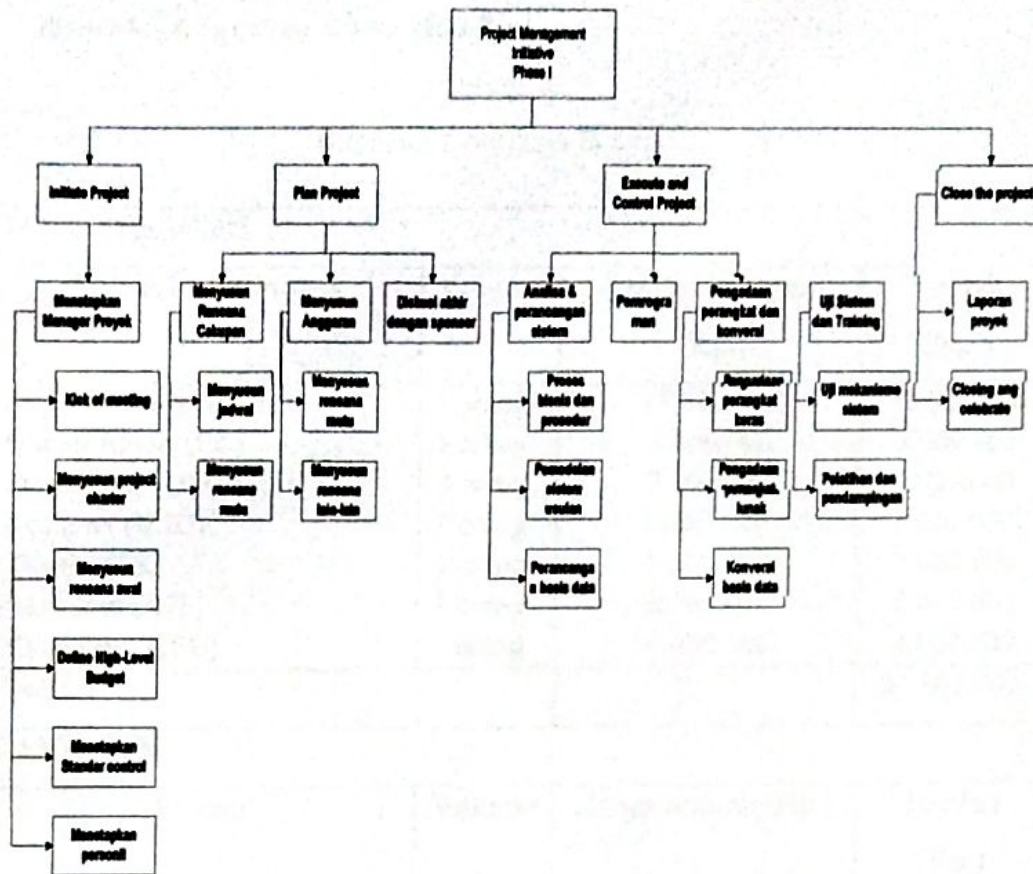 Project Management
Initiative
Phase I
Initiate Project
Plan Project
Execute and
Control Project
Close the project
Menetapkan
Manager Proyek
Menyusun
Rencana
Cakupan
Menyusun
Anggaran
Diskusi akhir
dengan sponsor
Analisa &
perancangan
sistem
Pemrogra
man
Pengadaan
perangkat dan
konversi
Uji Sistem
dan Training
Laporan
proyek
Kick of meeting
Menyusun
jadwal
Menyusun
rencana
mutu
Proses
bisnis dan
prosedur
Pengadaan
perangkat
keras
Uji mekanisme
sistem
Closing ang
celebrate
Menyusun project
charter
Menyusun
rencana
mutu
Menyusun
rencana
lain-lain
Pemodelan
sistem
usulan
Pengadaan
perangkat
lunak
Pelatihan dan
pendampingan
Menyusun
rencana awal
Perancanga
n basis data
Konversi
basis data
Define High-Level
Budget
Menetapkan
Stander control
Menetapkan
personil